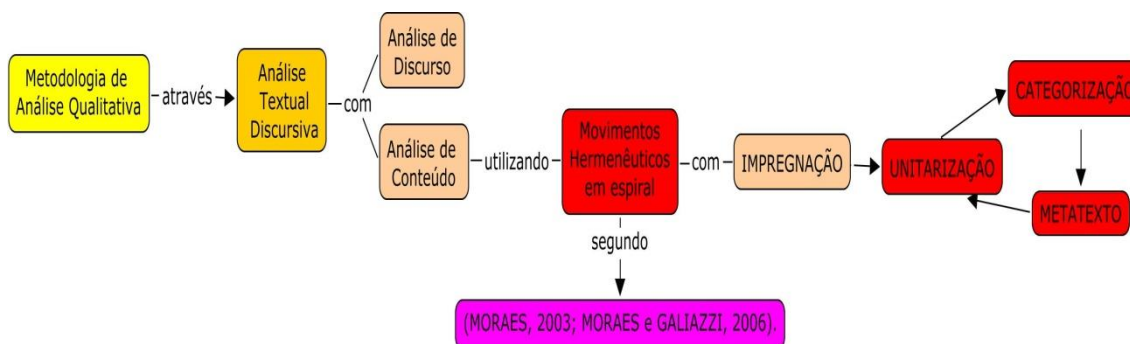 Metodologia de
Análise Qualitativa
através
Análise
Textual
Discursiva
com
Análise de
Discurso
Análise de
Conteúdo
utilizando
Movimentos
Hermenêuticos
em espiral
com
IMPREGNAÇÃO
UNITARIZAÇÃO
CATEGORIZAÇÃO
METATEXTO
segundo
(MORAES, 2003; MORAES e GALIAZZI, 2006).